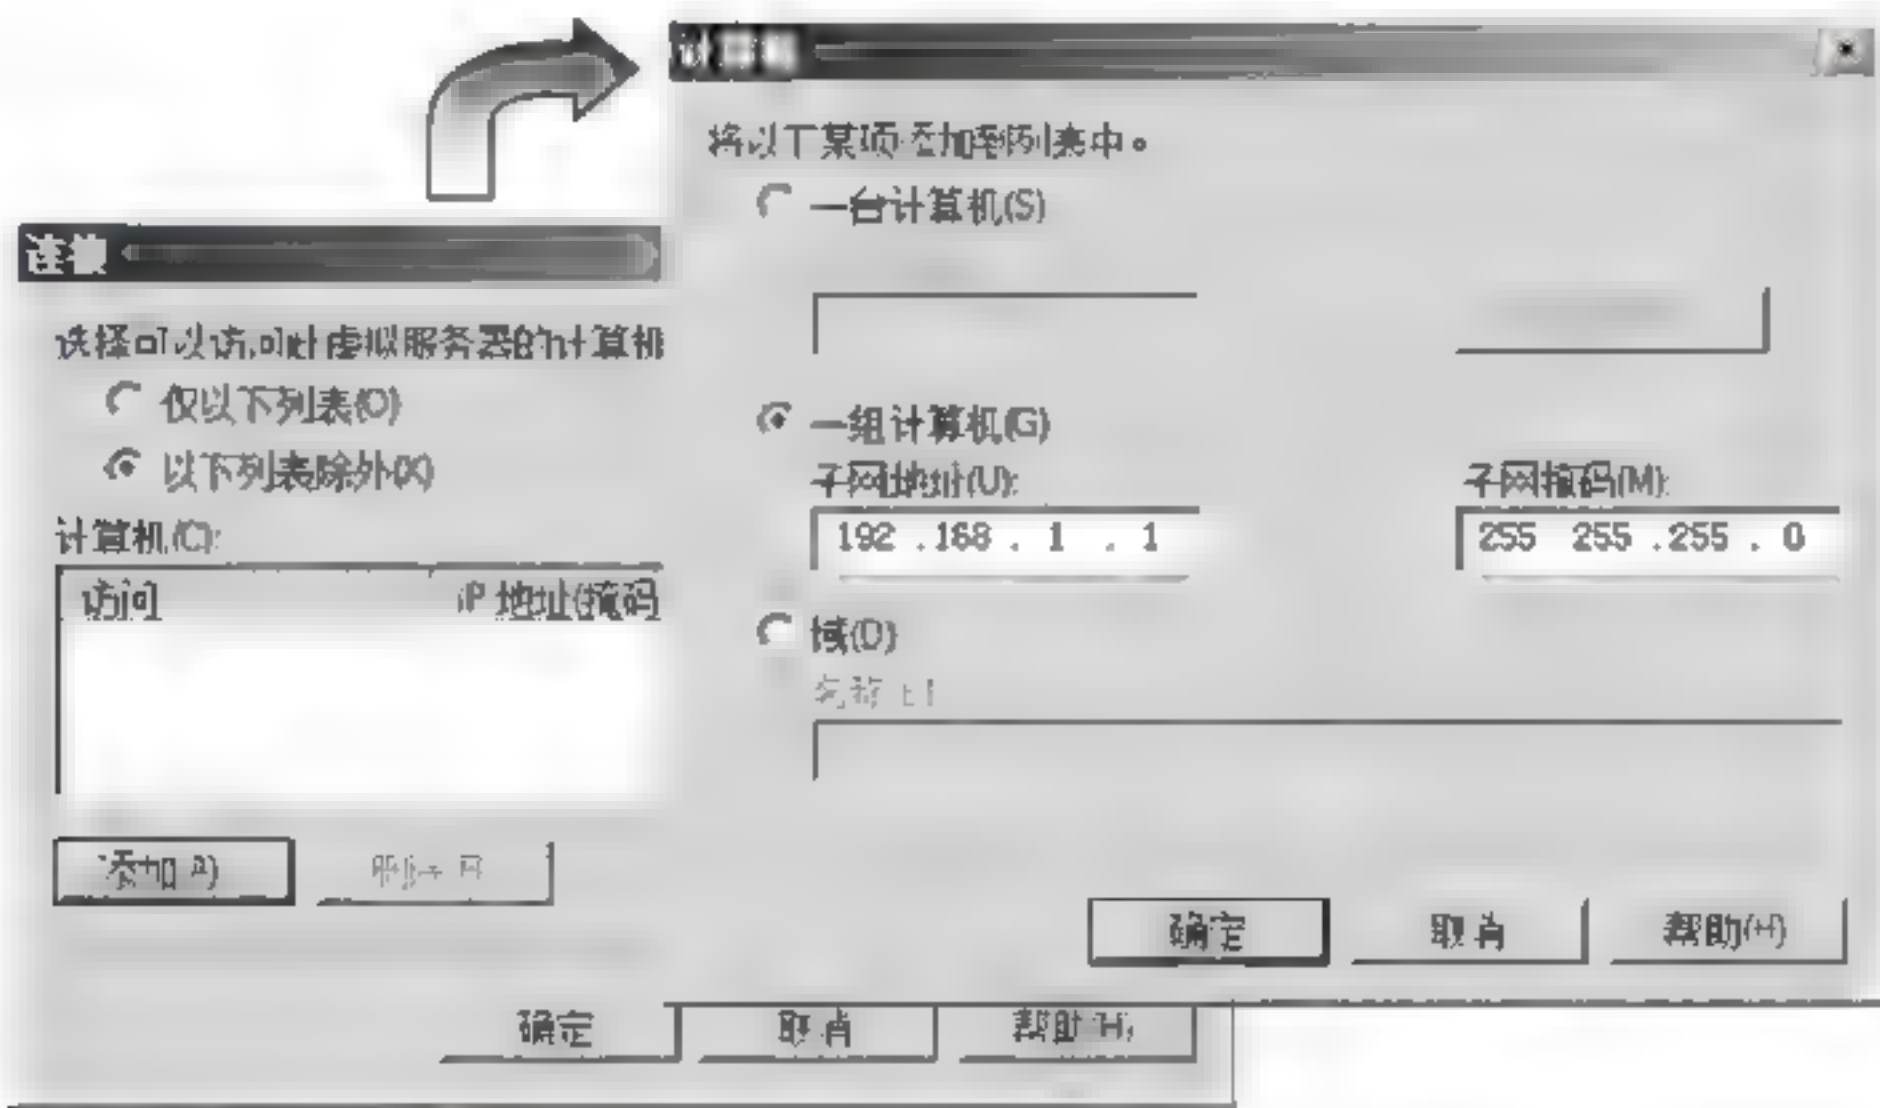 连接
选择可以访问此虚拟服务器的计算机
仅以下列表(O)
以下列表除外(X)
计算机(C):
访问 IP 地址(掩码
添加 A)
确定 取消 帮助(H)
计算机
将以下某项添加到列表中。
一台计算机(S)
一组计算机(G)
子网地址(U): 子网掩码(M):
192 .168 . 1 . 1 255 255 .255 . 0
域(D)
确定 取消 帮助(H)